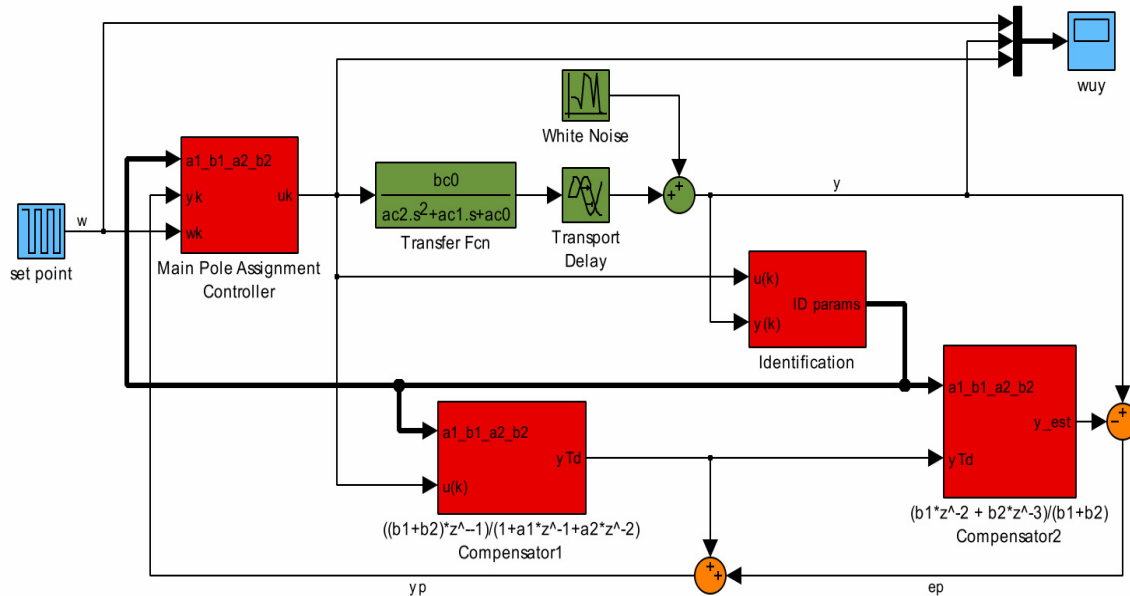 wuy
White Noise
a1_b1_a2_b2
yk
wk
uk
Main Pole Assignment
Controller
w
set point
bc0
ac2.s²+ac1.s+ac0
Transfer Fcn
Transport
Delay
+
+
y
u(k)
y(k)
ID params
Identification
a1_b1_a2_b2
yTd
y_est
(b1*z^-2 + b2*z^-3)/(b1+b2)
Compensator2
+
−
a1_b1_a2_b2
u(k)
yTd
((b1+b2)*z^--1)/(1+a1*z^-1+a2*z^-2)
Compensator1
+
+
yp
ep